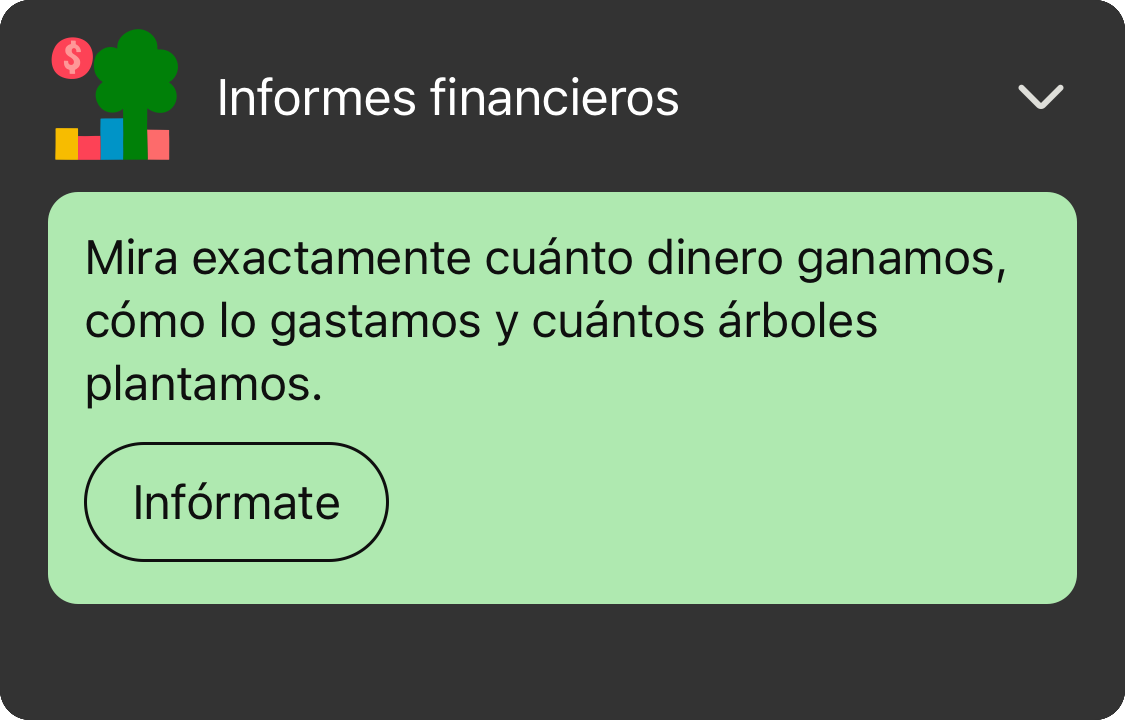 Informes financieros
Mira exactamente cuánto dinero ganamos,
cómo lo gastamos y cuántos árboles
plantamos.
Infórmate